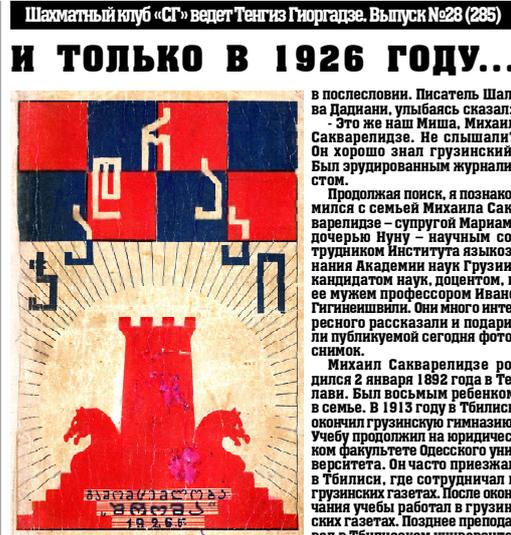 Шахматный клуб «СГ» ведет Тенгиз Гиоргадзе. Выпуск №28 (285)
И ТОЛЬКО В 1926 ГОДУ...
в послесловии. Писатель Шал
ва Дадиани, улыбаясь сказал:
- Это же наш Миша, Михаил
Сакварелидзе. Не слышали?
Он хорошо знал грузинский
Был эрудированным журнали
стом.
Продолжая поиск, я познако
мился с семьей Михаила Сак
варелидзе – супругой Мариам
дочерью Нуну – научным со
трудником Института языкоз
нания Академии наук Грузии
кандидатом наук, доцентом,
ее мужем профессором Ивано
Гигинеишвили. Они много инте
ресного рассказали и подари
ли публикуемой сегодня фото
снимок.
Михаил Сакварелидзе ро
дился 2 января 1892 года в Те
лави. Был восьмым ребенком
в семье. В 1913 году в Тбилиси
окончил грузинскую гимназию
Учебу продолжил на юридичес
ком факультете Одесского уни
верситета. Он часто приезжал
в Тбилиси, где сотрудничал
грузинских газетах. После окон
чания учебы работал в грузин
ских газетах. Позднее препода
გამომცემლობა
„შრომა"
1926 წ.